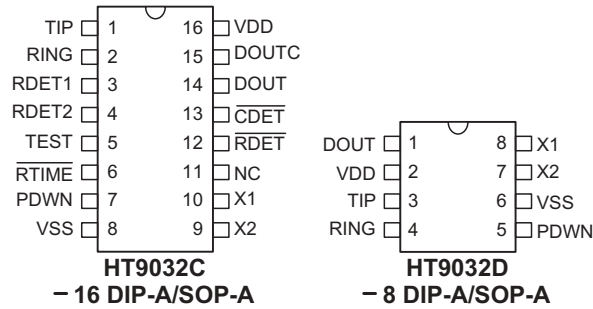 TIP 1 16 VDD
RING 2 15 DOUTC
RDET1 3 14 DOUT
RDET2 4 13 CDET
TEST 5 12 RDET
RTIME 6 11 NC
PDWN 7 10 X1
VSS 8 9 X2
HT9032C
– 16 DIP-A/SOP-A
DOUT 1 8 X1
VDD 2 7 X2
TIP 3 6 VSS
RING 4 5 PDWN
HT9032D
– 8 DIP-A/SOP-A